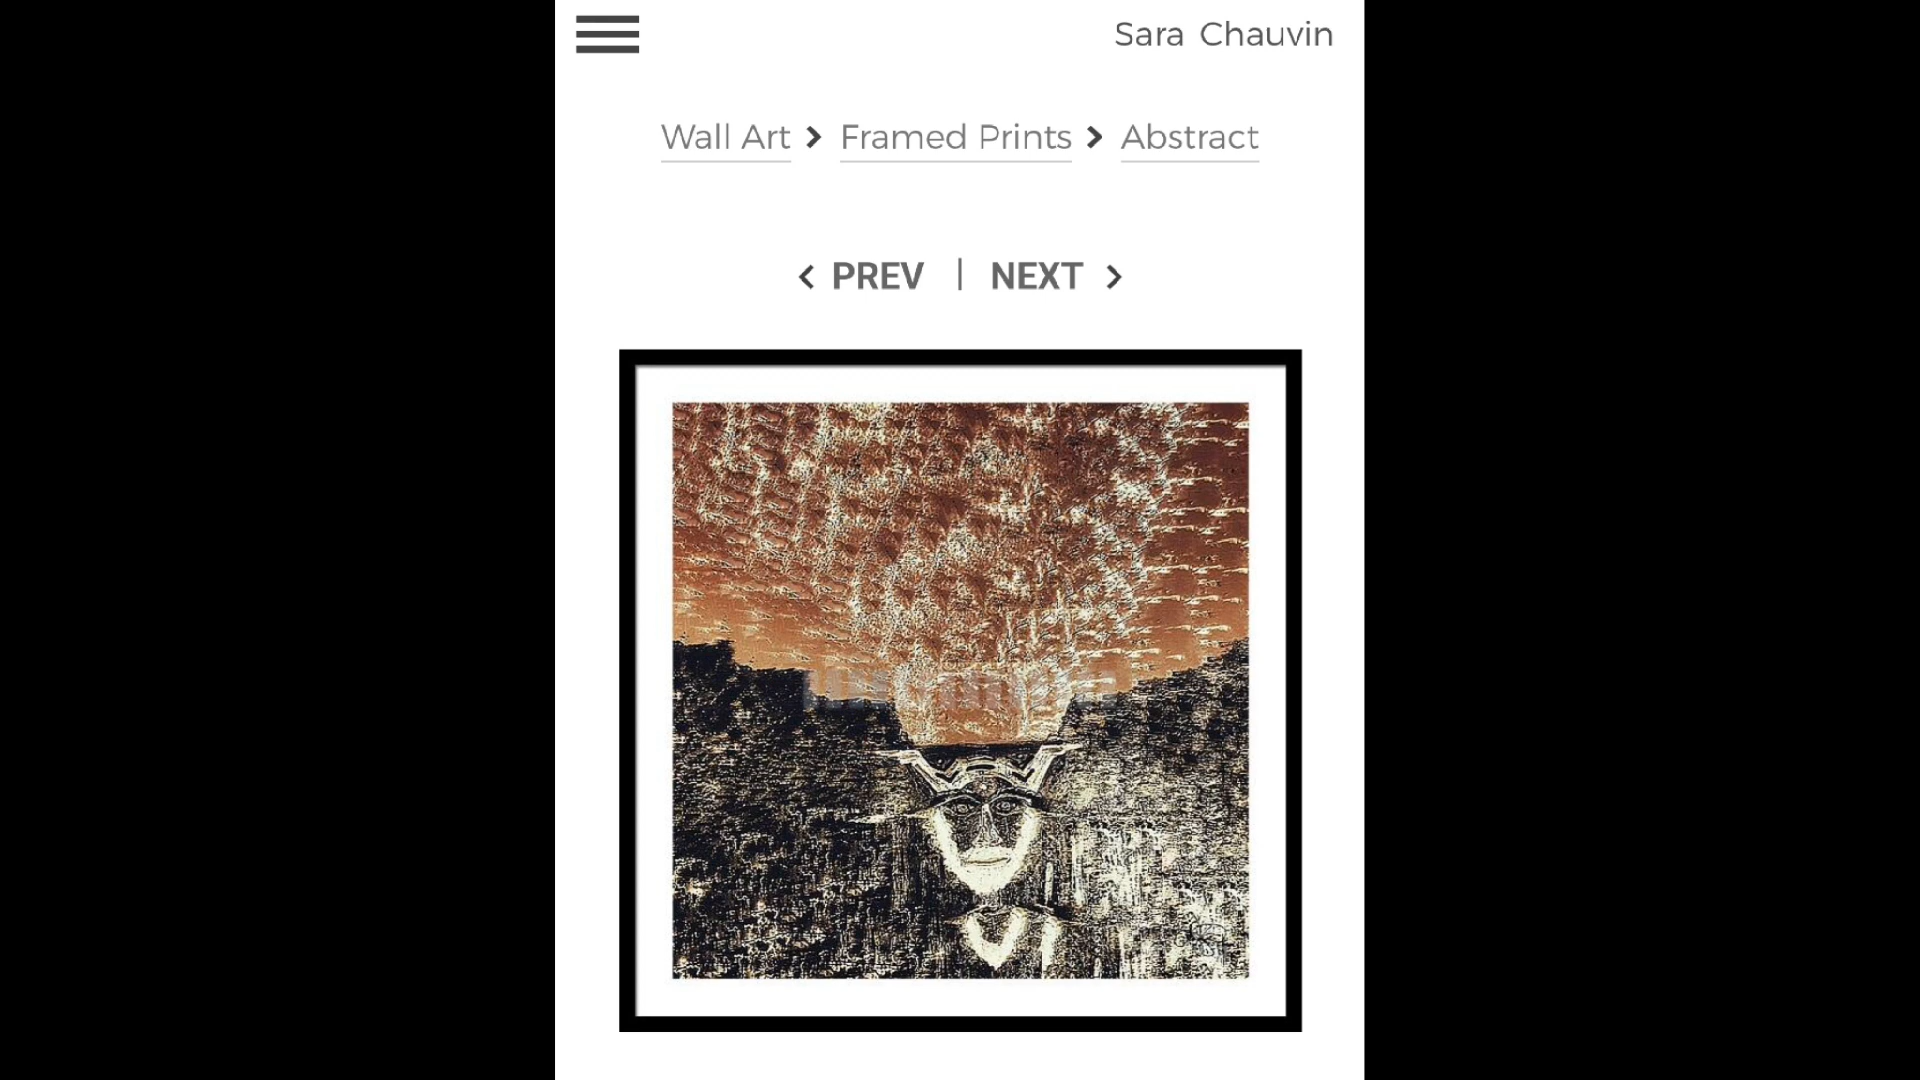 Sara Chauvin
Wall Art > Framed Prints > Abstract
< PREV | NEXT >